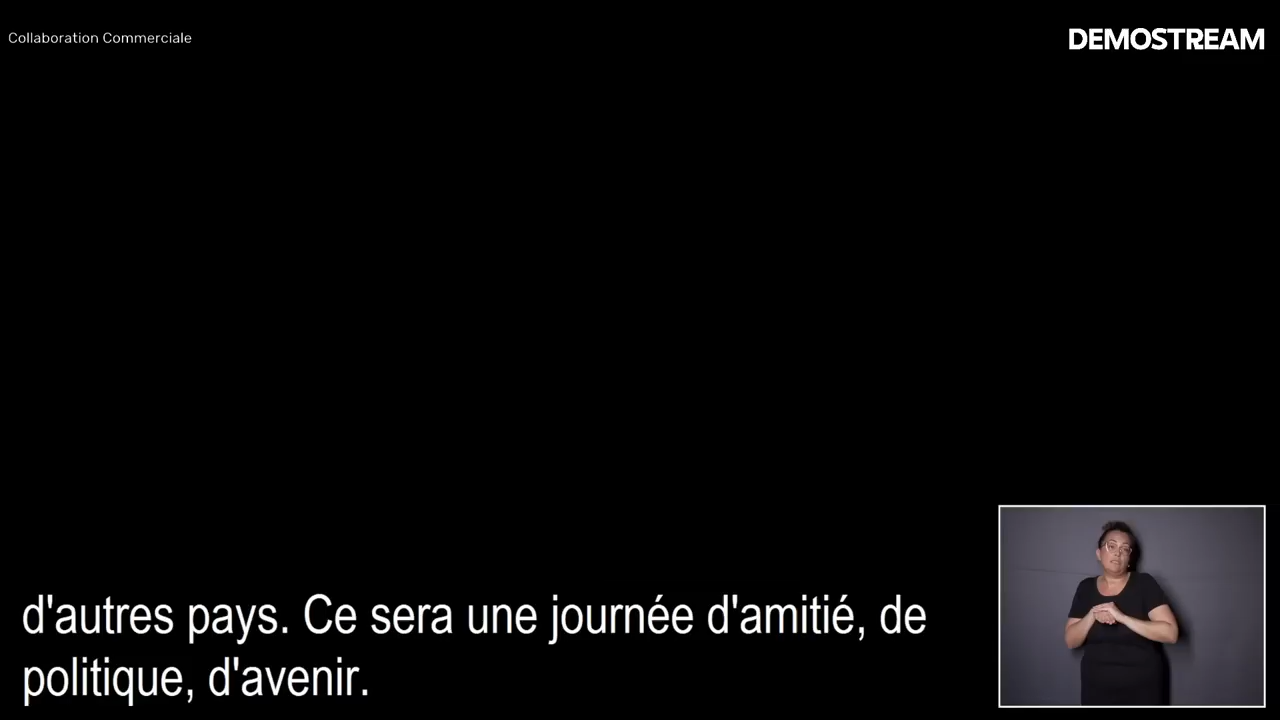 Collaboration Commerciale
DEMOSTREAM
d'autres pays. Ce sera une journée d'amitié, de
politique, d'avenir.